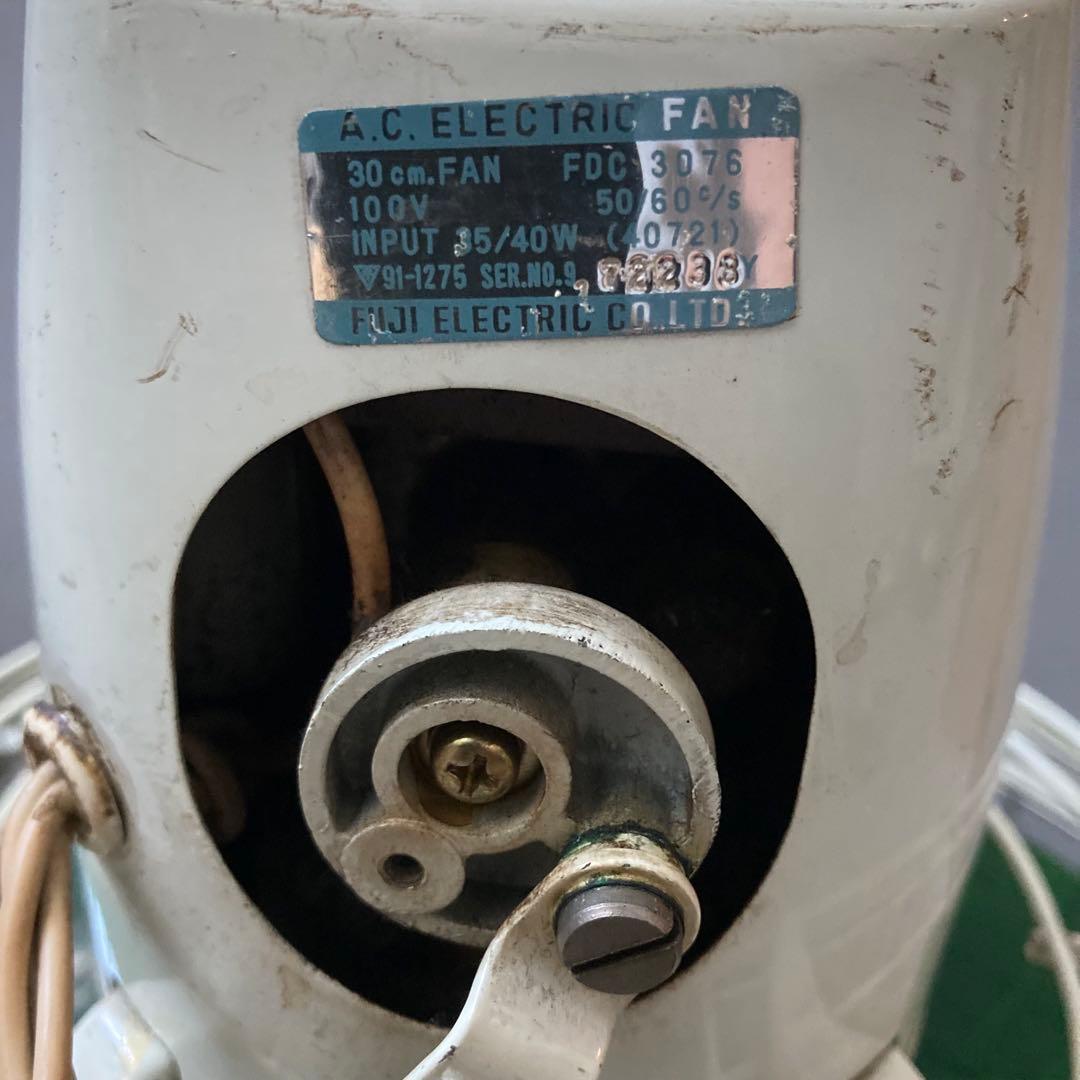 A.C. ELECTRIC FAN
30 cm. FAN FDC 3076
100V 50/60 c/s
INPUT 35/40W (40721)
▽91-1275 SER.NO.9 Y
FUJI ELECTRIC CO.,LTD.